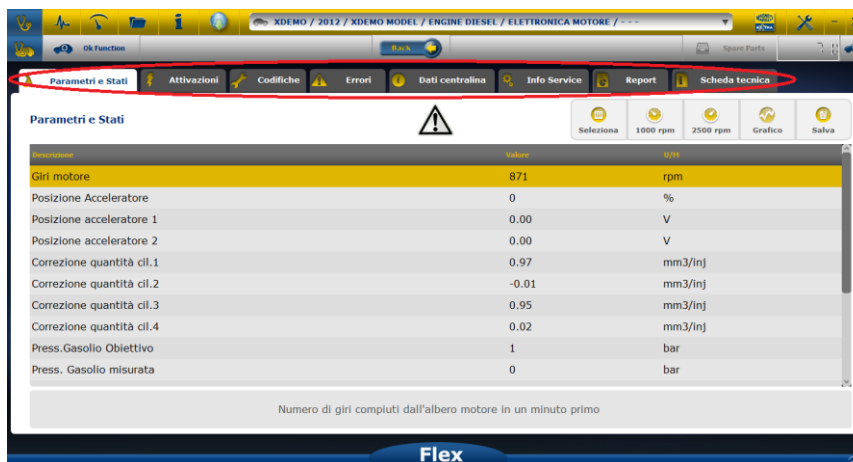 XDEMO / 2012 / XDEMO MODEL / ENGINE DIESEL / ELETTRONICA MOTORE / - - -
Ok Function
Back
Spare Parts
Parametri e Stati
Attivazioni
Codifiche
Errori
Dati centralina
Info Service
Report
Scheda tecnica
Parametri e Stati
Seleziona
1000 rpm
2500 rpm
Grafico
Salva
Descrizione Valore U/M
Giri motore 871 rpm
Posizione Acceleratore 0 %
Posizione acceleratore 1 0.00 V
Posizione acceleratore 2 0.00 V
Correzione quantità cil.1 0.97 mm3/inj
Correzione quantità cil.2 -0.01 mm3/inj
Correzione quantità cil.3 0.95 mm3/inj
Correzione quantità cil.4 0.02 mm3/inj
Press.Gasolio Obiettivo 1 bar
Press. Gasolio misurata 0 bar
Numero di giri compiuti dall'albero motore in un minuto primo
Flex